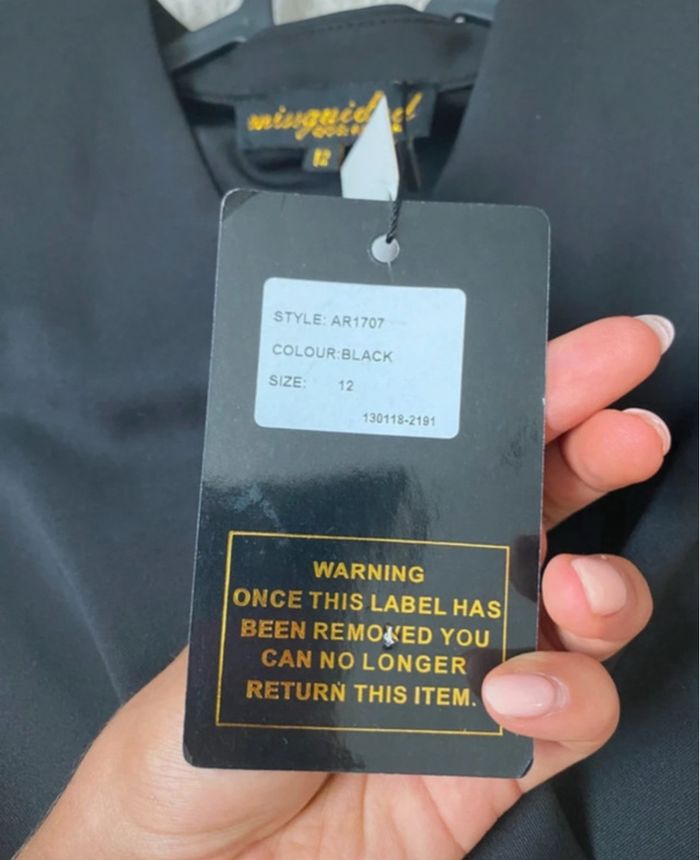 missguided
12
STYLE: AR1707
COLOUR:BLACK
SIZE: 12
130118-2191
WARNING
ONCE THIS LABEL HAS
BEEN REMOVED YOU
CAN NO LONGER
RETURN THIS ITEM.